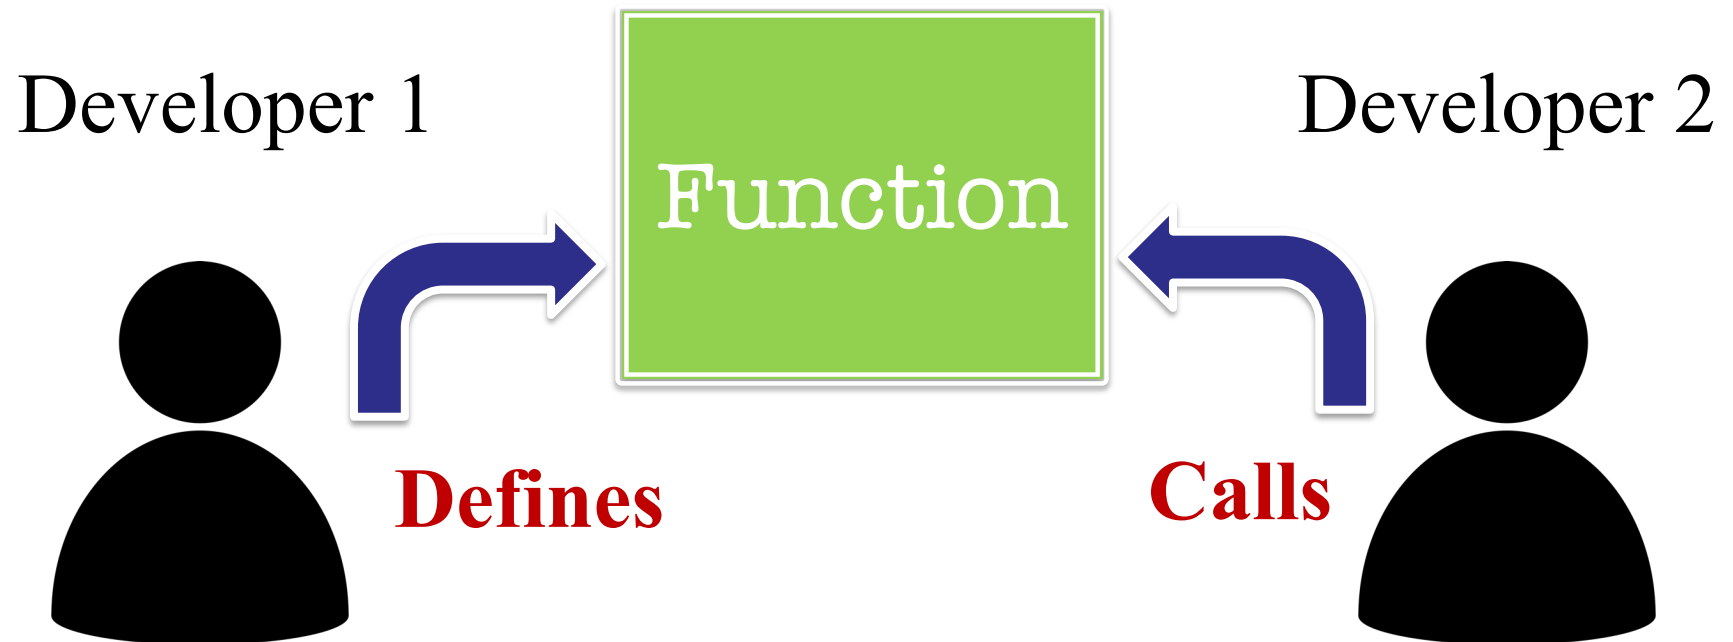 Developer 1
Function
Developer 2
Defines
Calls